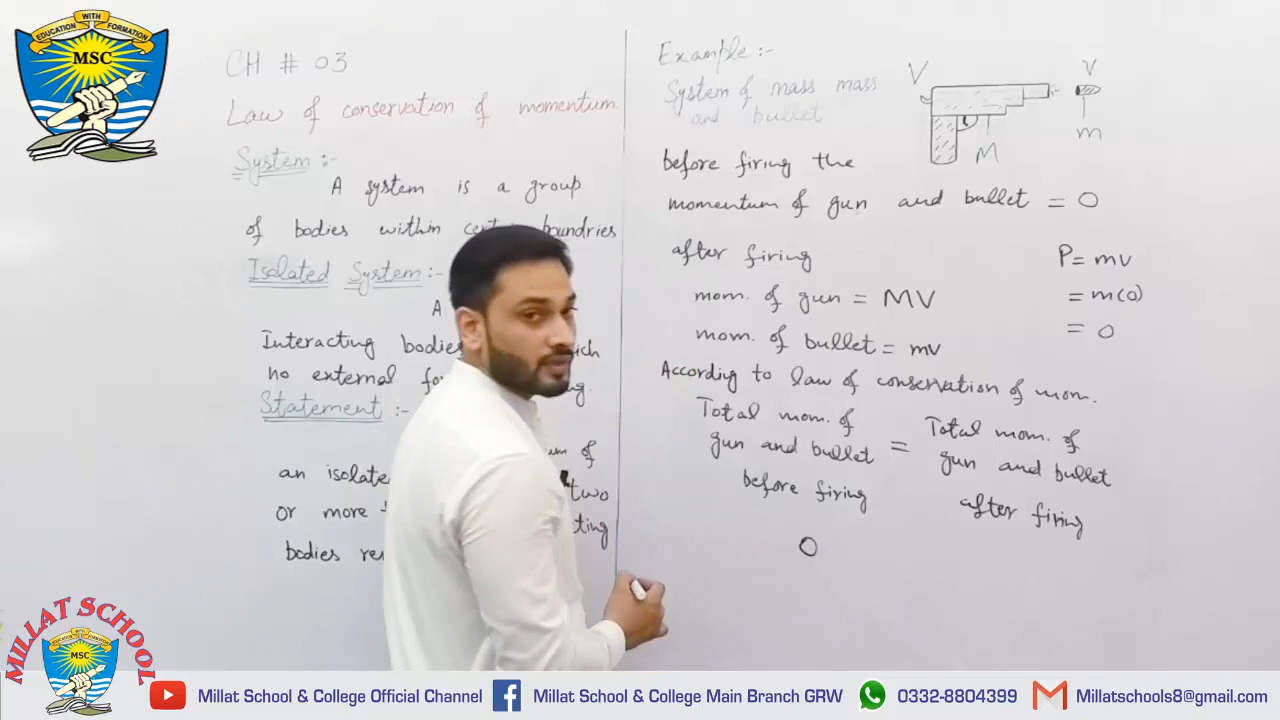 EDUCATION WITH FORMATION
MSC
CH # 03
Law of conservation of momentum
System :-
A system is a group
of bodies within boundries
Isolated System :-
A
Interacting bodies
no external
Statement :-
of
an isolate
two
or more
ting
bodies
Example :-
System of mass mass
and bullet
V
v
m
M
before firing the
momentum of gun and bullet = 0
after firing
mom. of gun = MV
mom. of bullet = mv
P = mv
= m(0)
= 0
According to law of conservation of mom.
Total mom. of
gun and bullet
before firing
=
Total mom. of
gun and bullet
after firing
0
MILLAT SCHOOL
EDUCATION WITH FORMATION
MSC
Millat School & College Official Channel
Millat School & College Main Branch GRW
0332-8804399
Millatschools8@gmail.com